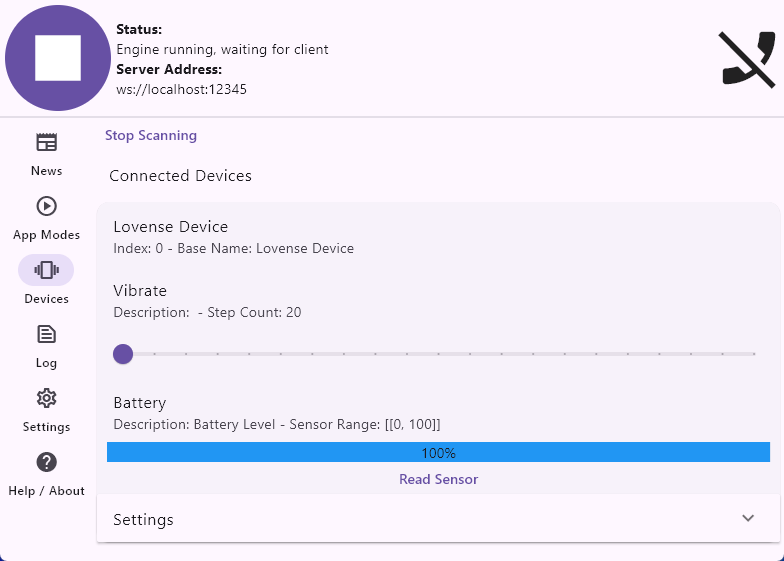 Status:
Engine running, waiting for client
Server Address:
ws://localhost:12345
Stop Scanning
News
Connected Devices
App Modes
Lovense Device
Index: 0 - Base Name: Lovense Device
Devices
Vibrate
Description:  - Step Count: 20
Log
Settings
Battery
Description: Battery Level - Sensor Range: [[0, 100]]
100%
Help / About
Read Sensor
Settings